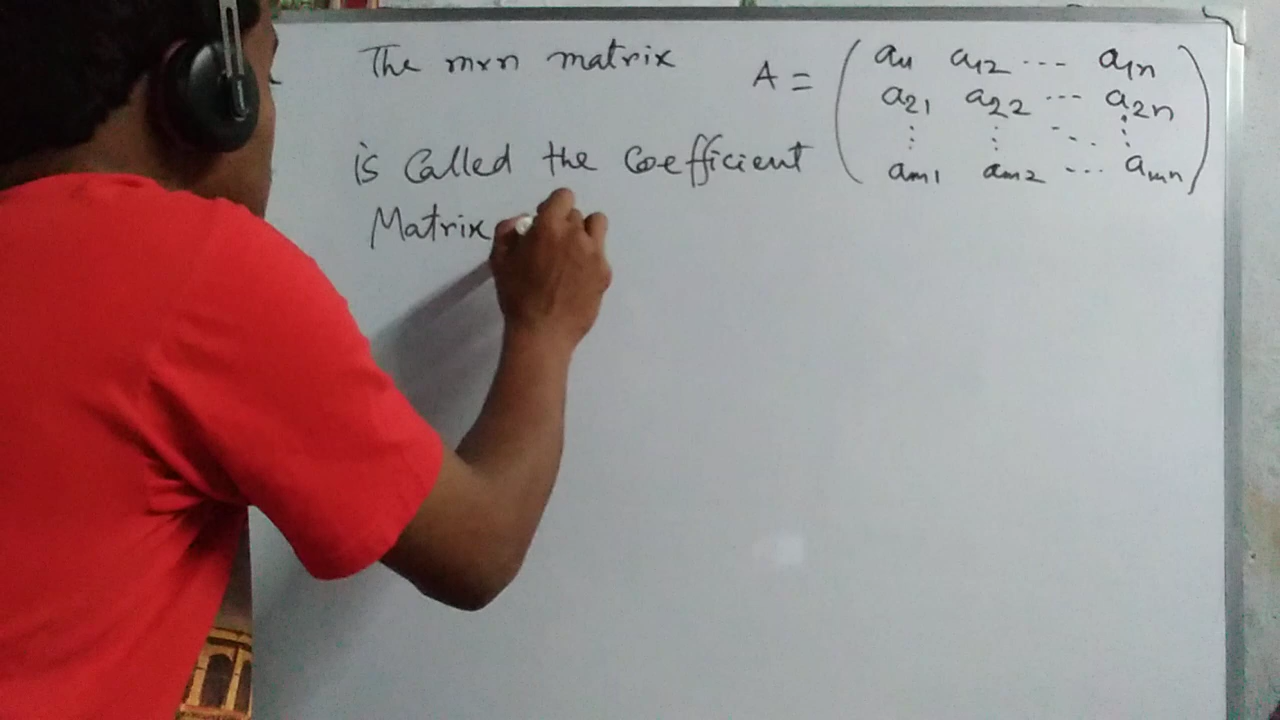 The mxn matrix A = ( a11 a12 ... a1n
a21 a22 ... a2n
⋮ ⋮ ⋱ ⋮
is called the Coefficient am1 am2 ... amn )
Matrix